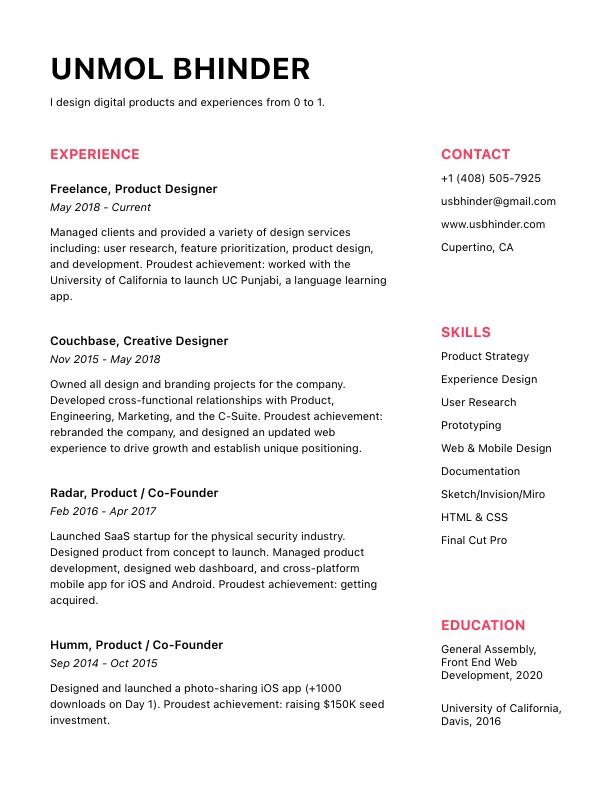 UNMOL BHINDER
I design digital products and experiences from 0 to 1.
EXPERIENCE
Freelance, Product Designer
May 2018 - Current
Managed clients and provided a variety of design services
including: user research, feature prioritization, product design,
and development. Proudest achievement: worked with the
University of California to launch UC Punjabi, a language learning
app.
Couchbase, Creative Designer
Nov 2015 - May 2018
Owned all design and branding projects for the company.
Developed cross-functional relationships with Product,
Engineering, Marketing, and the C-Suite. Proudest achievement:
rebranded the company, and designed an updated web
experience to drive growth and establish unique positioning.
Radar, Product / Co-Founder
Feb 2016 - Apr 2017
Launched SaaS startup for the physical security industry.
Designed product from concept to launch. Managed product
development, designed web dashboard, and cross-platform
mobile app for iOS and Android. Proudest achievement: getting
acquired.
Humm, Product / Co-Founder
Sep 2014 - Oct 2015
Designed and launched a photo-sharing iOS app (+1000
downloads on Day 1). Proudest achievement: raising $150K seed
investment.
CONTACT
+1 (408) 505-7925
usbhinder@gmail.com
www.usbhinder.com
Cupertino, CA
SKILLS
Product Strategy
Experience Design
User Research
Prototyping
Web & Mobile Design
Documentation
Sketch/Invision/Miro
HTML & CSS
Final Cut Pro
EDUCATION
General Assembly,
Front End Web
Development, 2020
University of California,
Davis, 2016